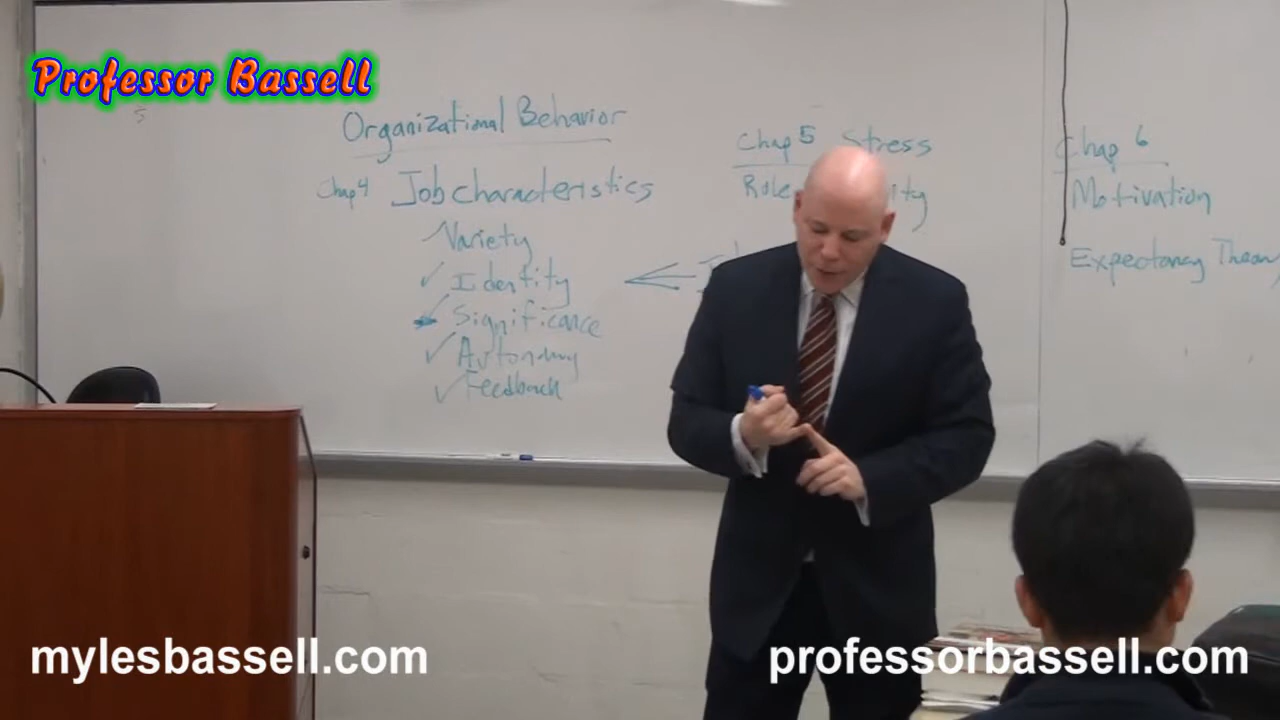 Professor Bassell
Organizational Behavior
Chap 4 Job characteristics
Variety
Identity
Significance
Autonomy
Feedback
Chap 5 Stress
Role
Chap 6
Motivation
Expectancy Theory
mylesbassell.com
professorbassell.com